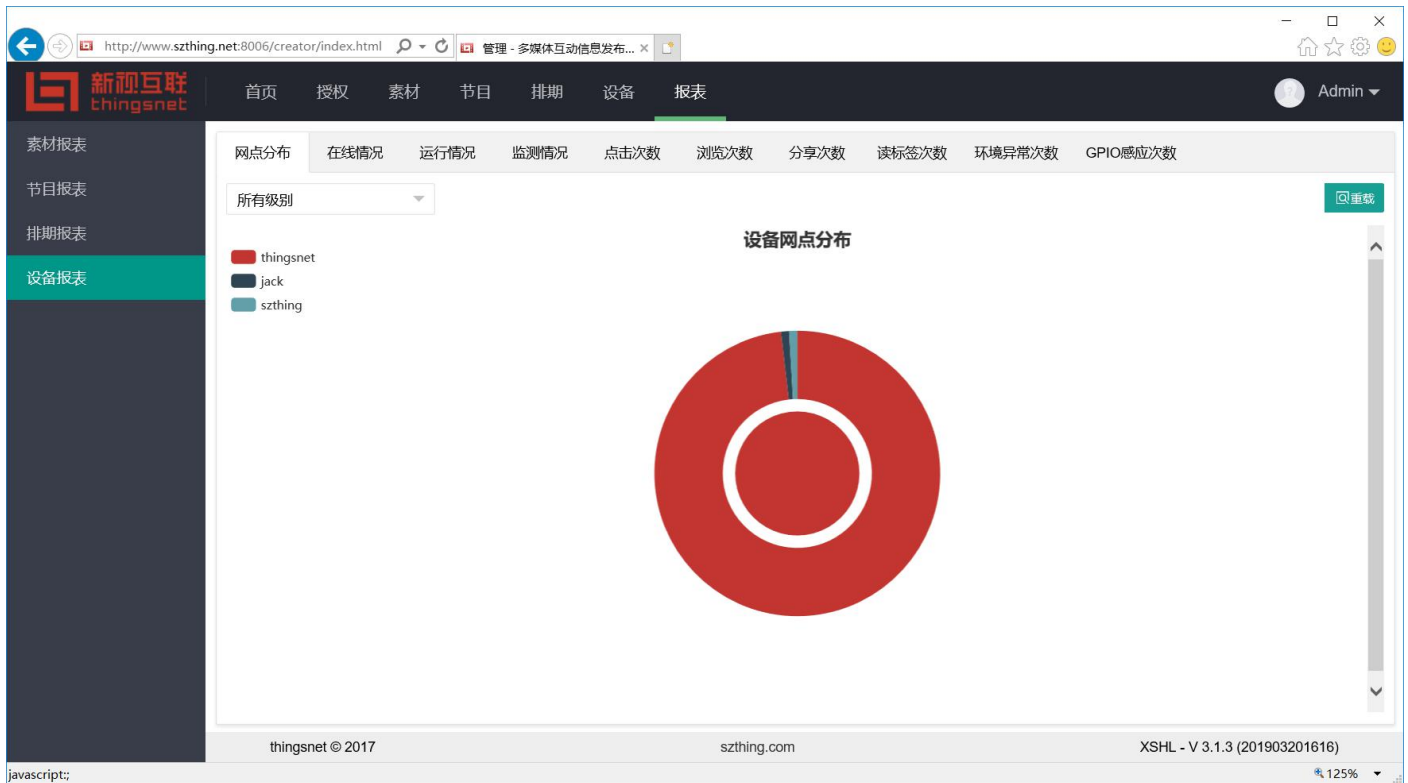 http://www.szthing.net:8006/creator/index.html
管理 - 多媒体互动信息发布...
新视互联
thingsnet
首页 授权 素材 节目 排期 设备 报表
Admin
素材报表
节目报表
排期报表
设备报表
网点分布 在线情况 运行情况 监测情况 点击次数 浏览次数 分享次数 读标签次数 环境异常次数 GPIO感应次数
所有级别
重载
设备网点分布
thingsnet
jack
szthing
thingsnet © 2017 szthing.com XSHL - V 3.1.3 (201903201616)
javascript:;
125%